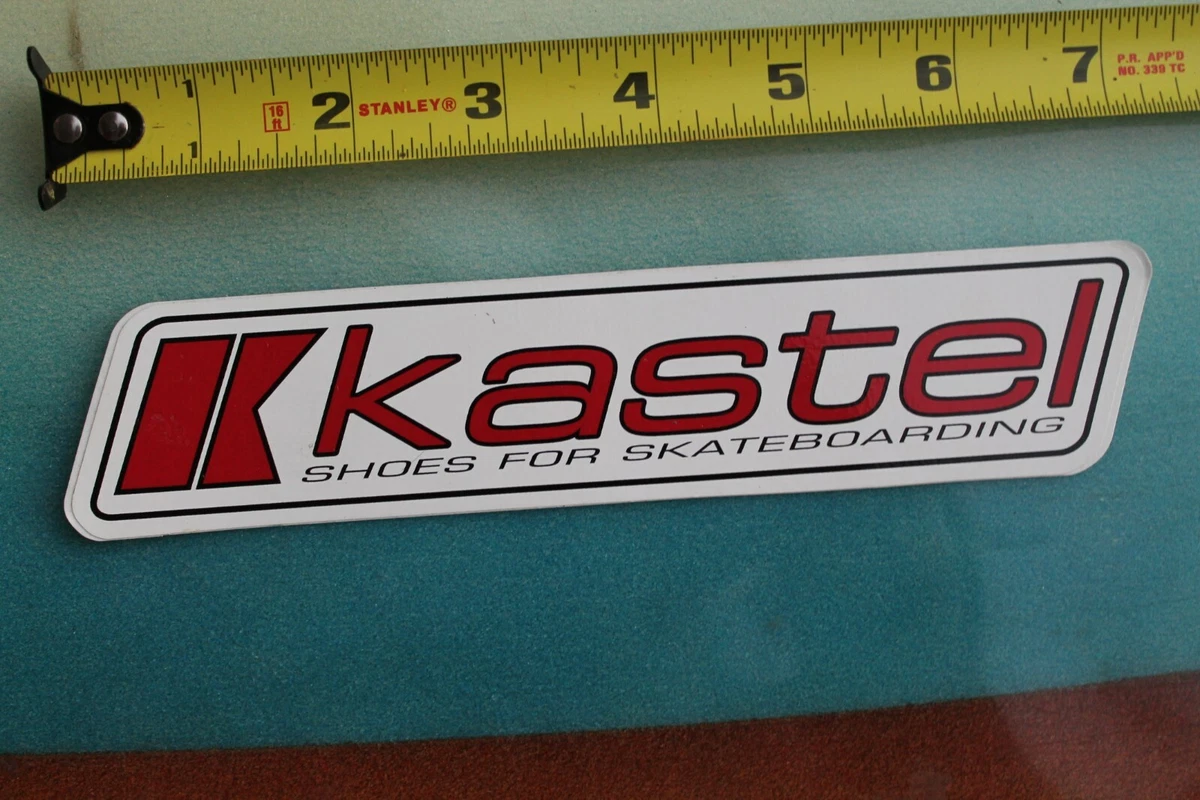 1 16 ft 2 STANLEY® 3 4 5 6 7 P.R. APP'D
NO. 339 TC
1
kastel
SHOES FOR SKATEBOARDING